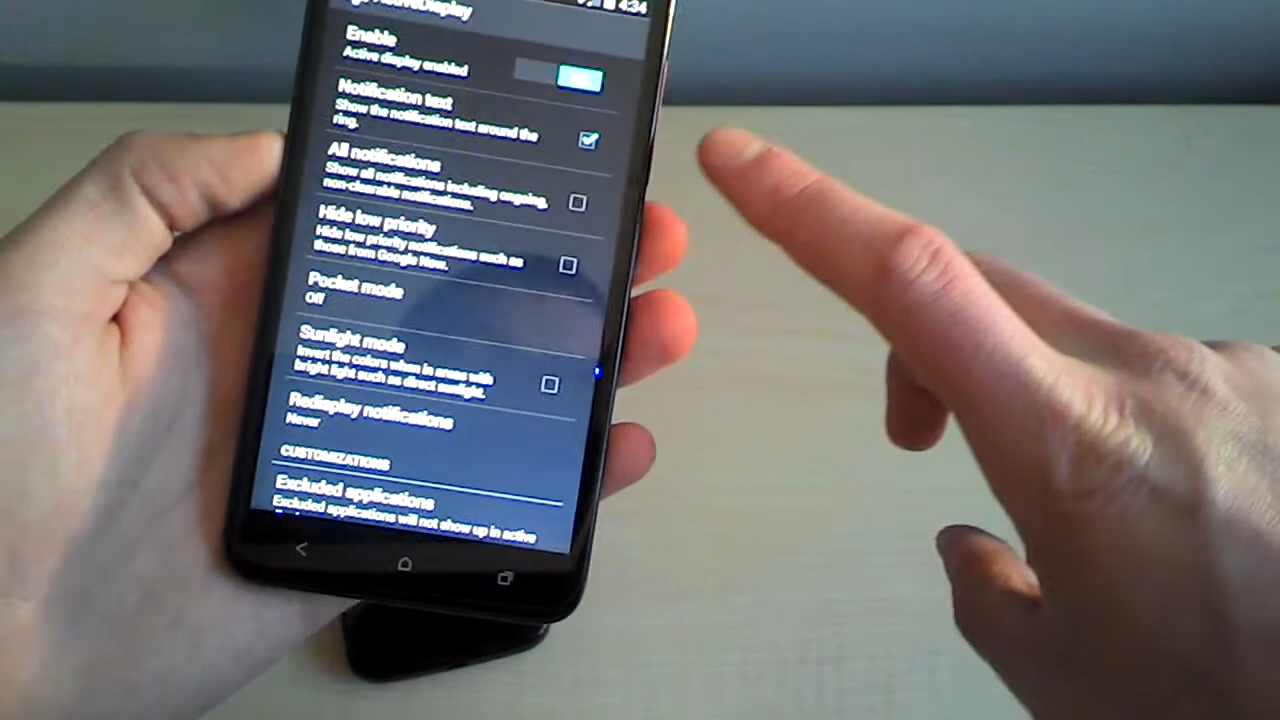 4:34
ActiveDisplay
Enable
Active display enabled
Notification text
Show the notification text around the
ring.
All notifications
Show all notifications including ongoing,
non-clearable notifications.
Hide low priority
Hide low priority notifications such as
those from Google Now.
Pocket mode
Off
Sunlight mode
Invert the colors when in areas with
bright light such as direct sunlight.
Redisplay notifications
Never
CUSTOMIZATIONS
Excluded applications
Excluded applications will not show up in active